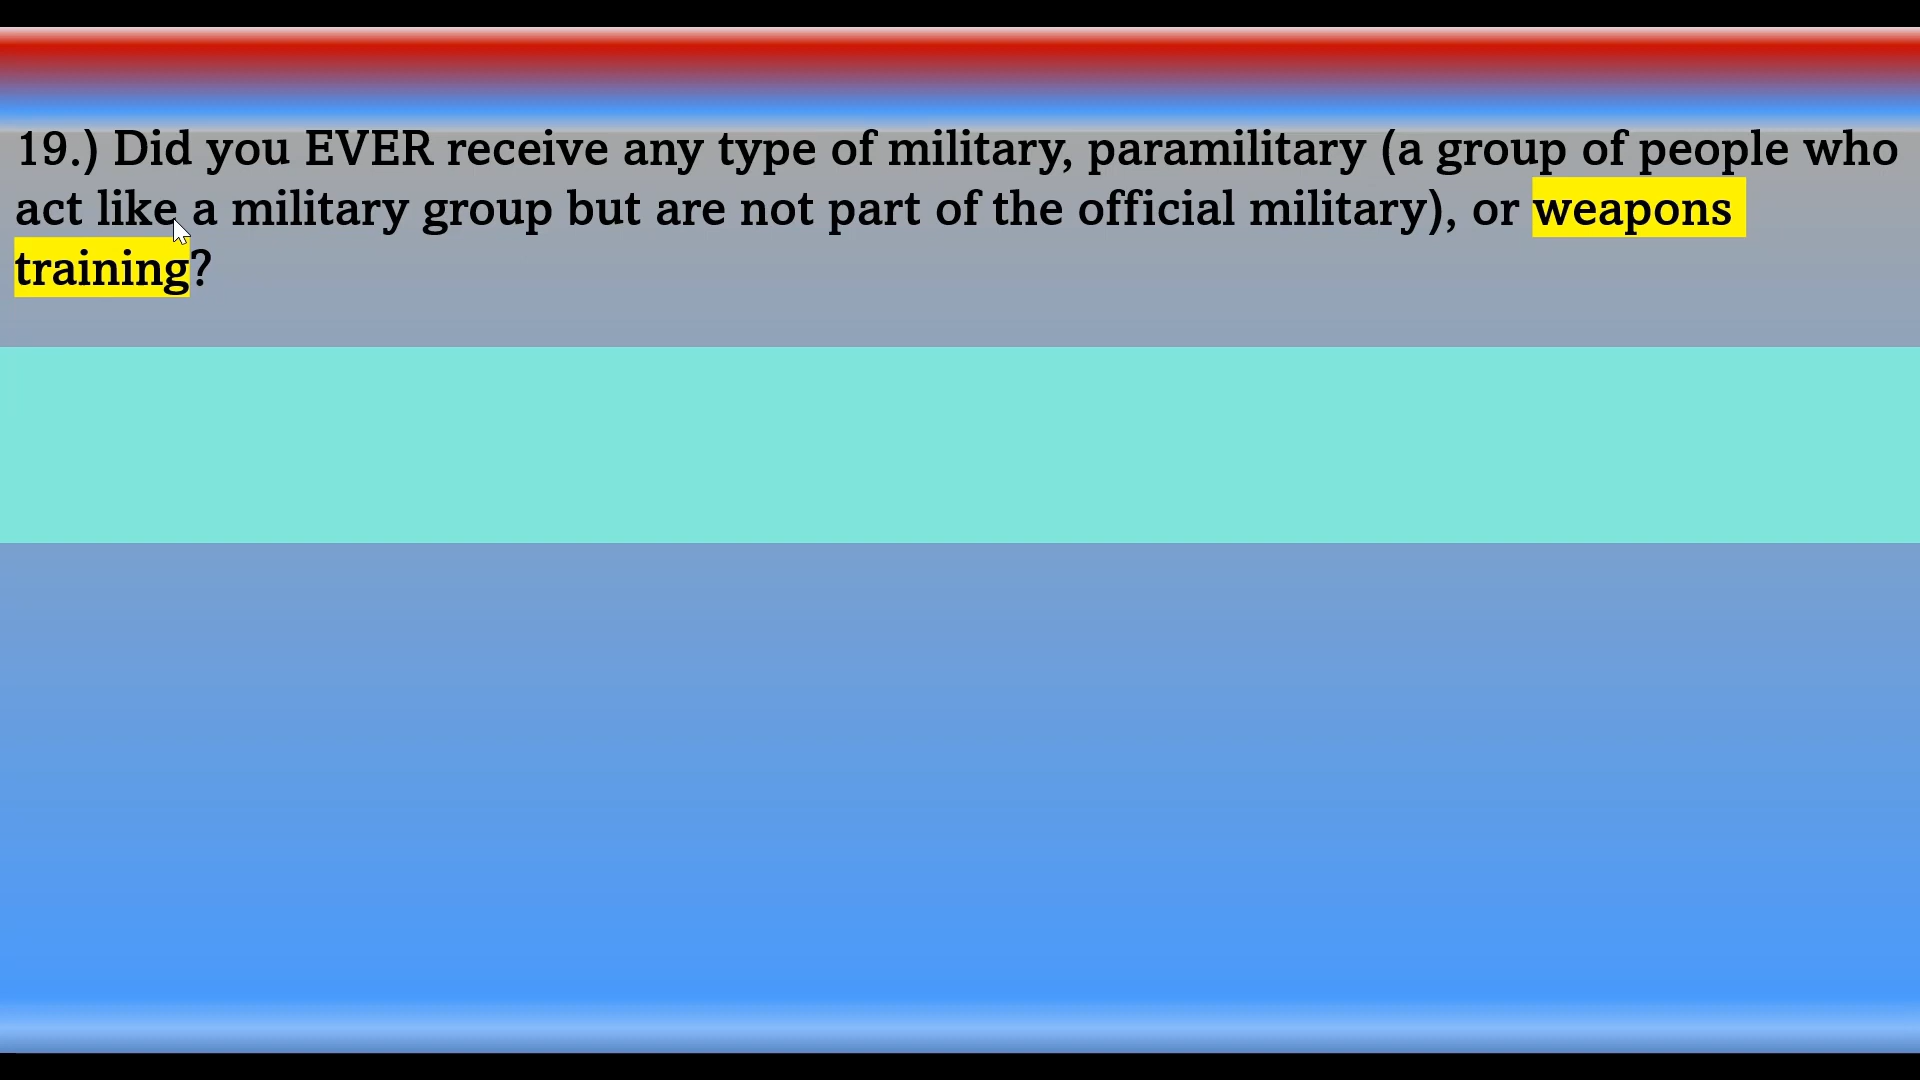 19.) Did you EVER receive any type of military, paramilitary (a group of people who
act like a military group but are not part of the official military), or weapons
training?